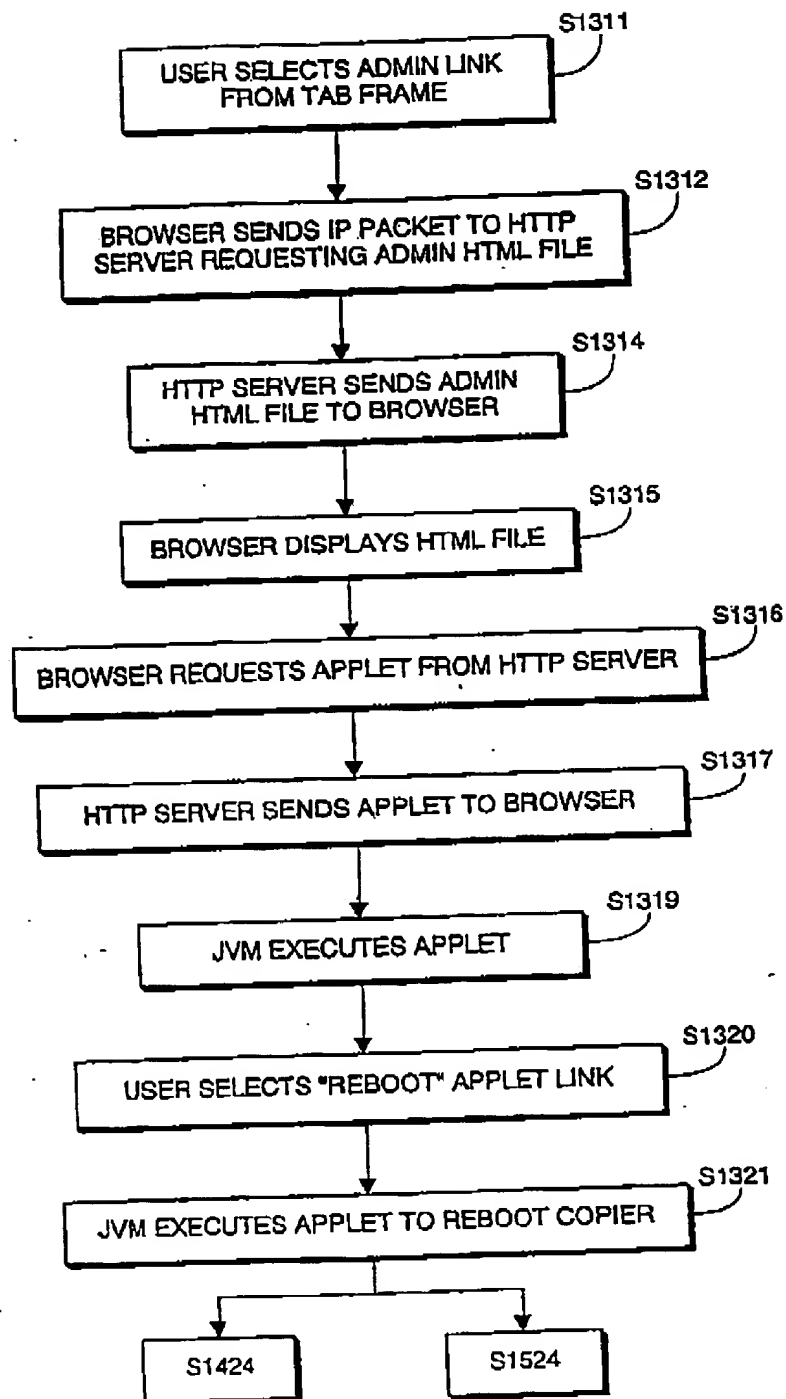 S1311
USER SELECTS ADMIN LINK
FROM TAB FRAME
S1312
BROWSER SENDS IP PACKET TO HTTP
SERVER REQUESTING ADMIN HTML FILE
S1314
HTTP SERVER SENDS ADMIN
HTML FILE TO BROWSER
S1315
BROWSER DISPLAYS HTML FILE
S1316
BROWSER REQUESTS APPLET FROM HTTP SERVER
S1317
HTTP SERVER SENDS APPLET TO BROWSER
S1319
JVM EXECUTES APPLET
S1320
USER SELECTS "REBOOT" APPLET LINK
S1321
JVM EXECUTES APPLET TO REBOOT COPIER
S1424
S1524